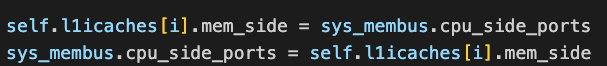 self.l1icaches[i].mem_side = sys_membus.cpu_side_ports
sys_membus.cpu_side_ports = self.l1icaches[i].mem_side